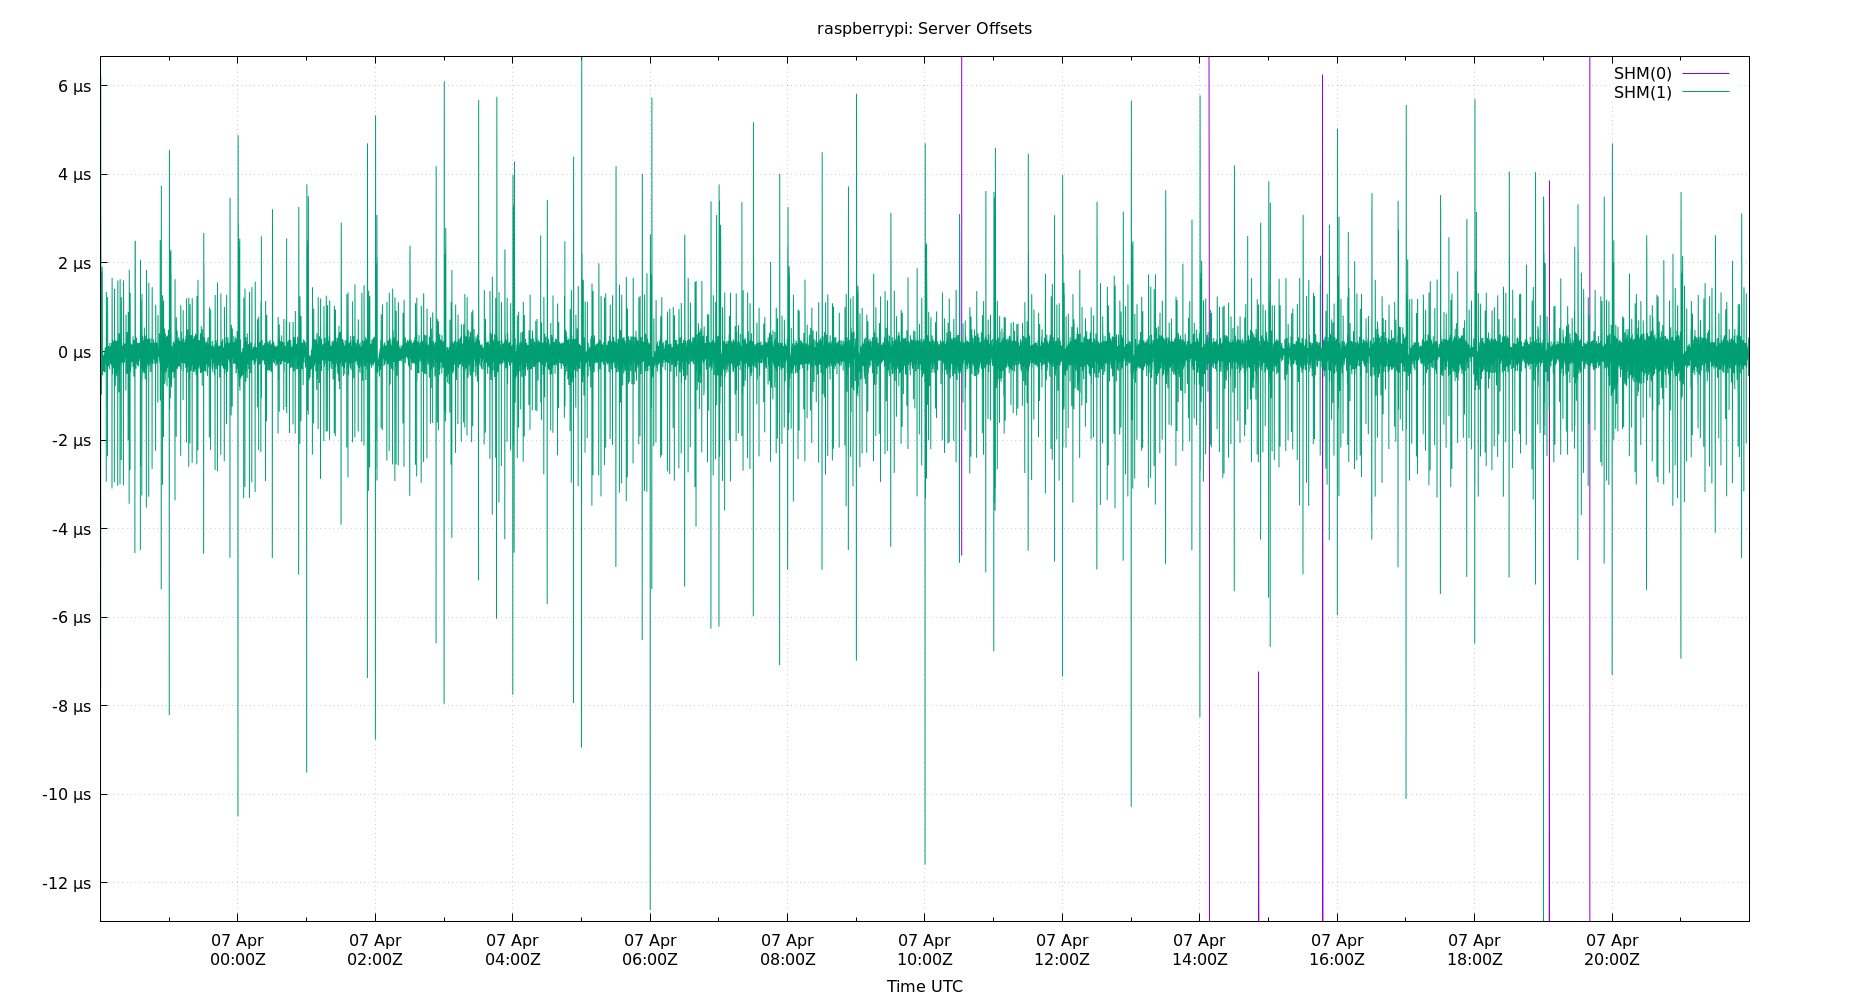 raspberrypi: Server Offsets
SHM(0)
SHM(1)
6 µs
4 µs
2 µs
0 µs
-2 µs
-4 µs
-6 µs
-8 µs
-10 µs
-12 µs
07 Apr 07 Apr 07 Apr 07 Apr 07 Apr 07 Apr 07 Apr 07 Apr 07 Apr 07 Apr 07 Apr
00:00Z 02:00Z 04:00Z 06:00Z 08:00Z 10:00Z 12:00Z 14:00Z 16:00Z 18:00Z 20:00Z
Time UTC